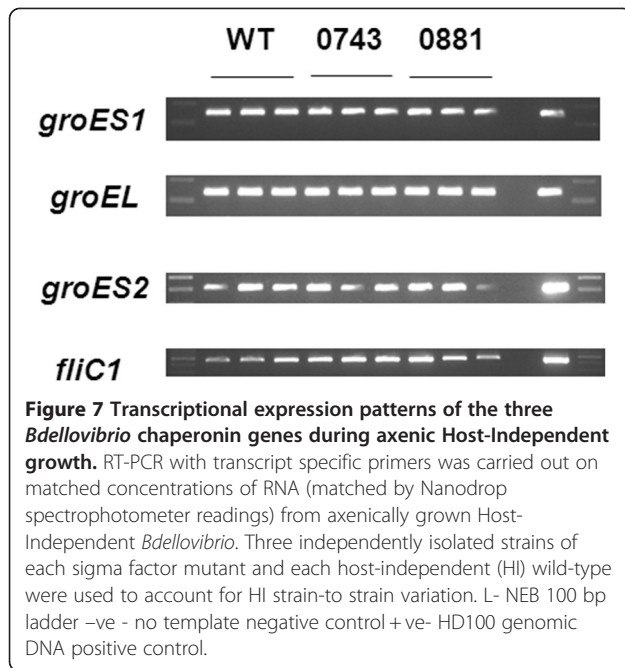 WT 0743 0881
groES1
groEL
groES2
fliC1
Figure 7 Transcriptional expression patterns of the three
Bdellovibrio chaperonin genes during axenic Host-Independent
growth. RT-PCR with transcript specific primers was carried out on
matched concentrations of RNA (matched by Nanodrop
spectrophotometer readings) from axenically grown Host-
Independent Bdellovibrio. Three independently isolated strains of
each sigma factor mutant and each host-independent (HI) wild-type
were used to account for HI strain-to strain variation. L- NEB 100 bp
ladder –ve - no template negative control + ve- HD100 genomic
DNA positive control.